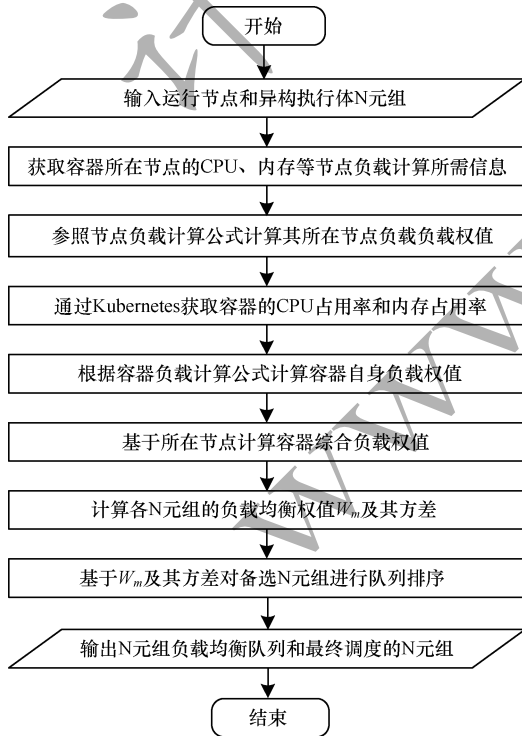 开始
输入运行节点和异构执行体N元组
获取容器所在节点的CPU、内存等节点负载计算所需信息
参照节点负载计算公式计算其所在节点负载负载权值
通过Kubernetes获取容器的CPU占用率和内存占用率
根据容器负载计算公式计算容器自身负载权值
基于所在节点计算容器综合负载权值
计算各N元组的负载均衡权值Wm及其方差
基于Wm及其方差对备选N元组进行队列排序
输出N元组负载均衡队列和最终调度的N元组
结束